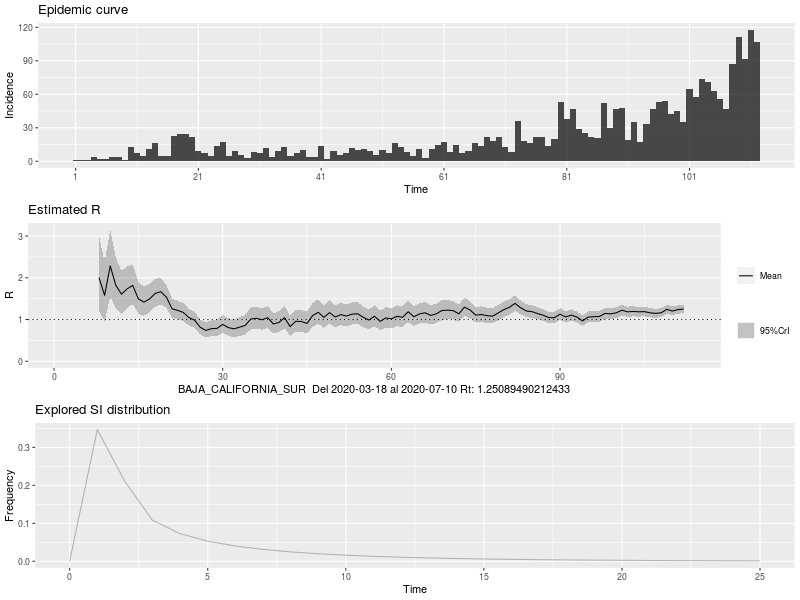 Epidemic curve
120
90
60
30
0
Incidence
1 21 41 61 81 101
Time
Estimated R
3
2
1
0
R
Mean
95%CrI
0 30 60 90
BAJA_CALIFORNIA_SUR Del 2020-03-18 al 2020-07-10 Rt: 1.25089490212433
Explored SI distribution
0.3
0.2
0.1
0.0
Frequency
0 5 10 15 20 25
Time